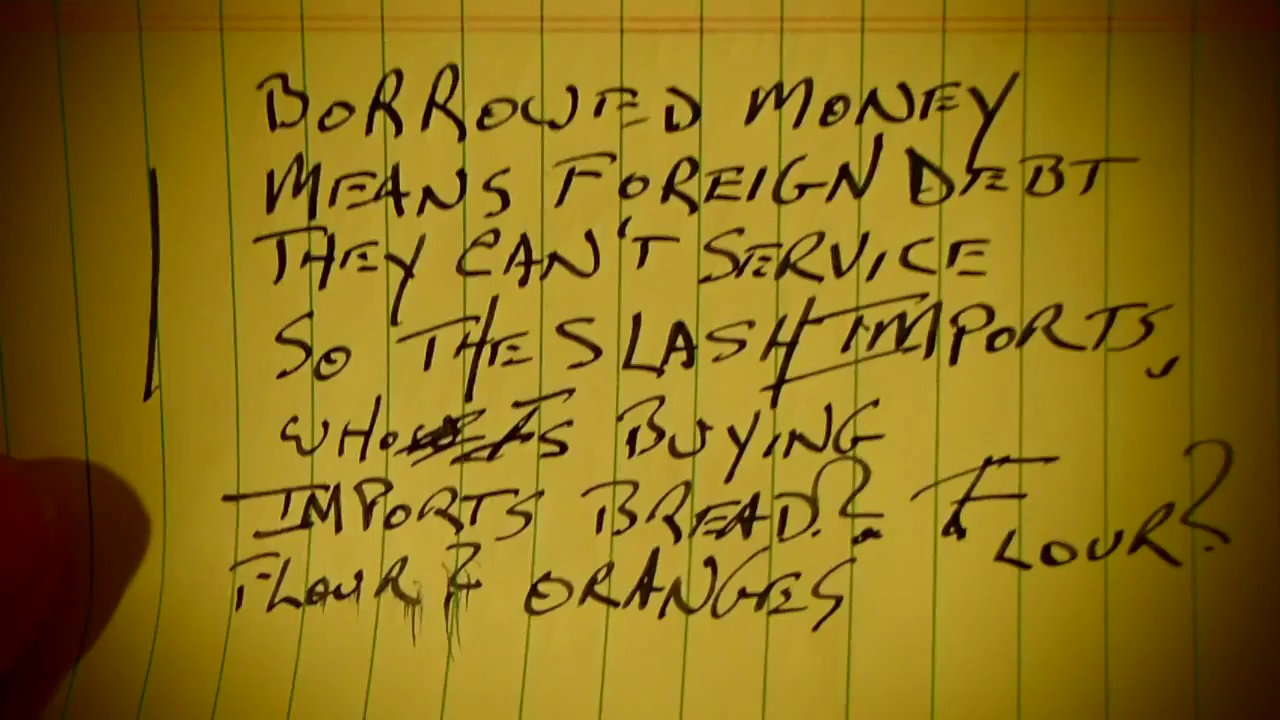 BORROWED MONEY
MEANS FOREIGN DEBT
THEY CAN'T SERVICE
SO THE SLASH IMPORTS,
WHO IS BUYING
IMPORTS BREAD? FLOUR?
FLOUR? ORANGES